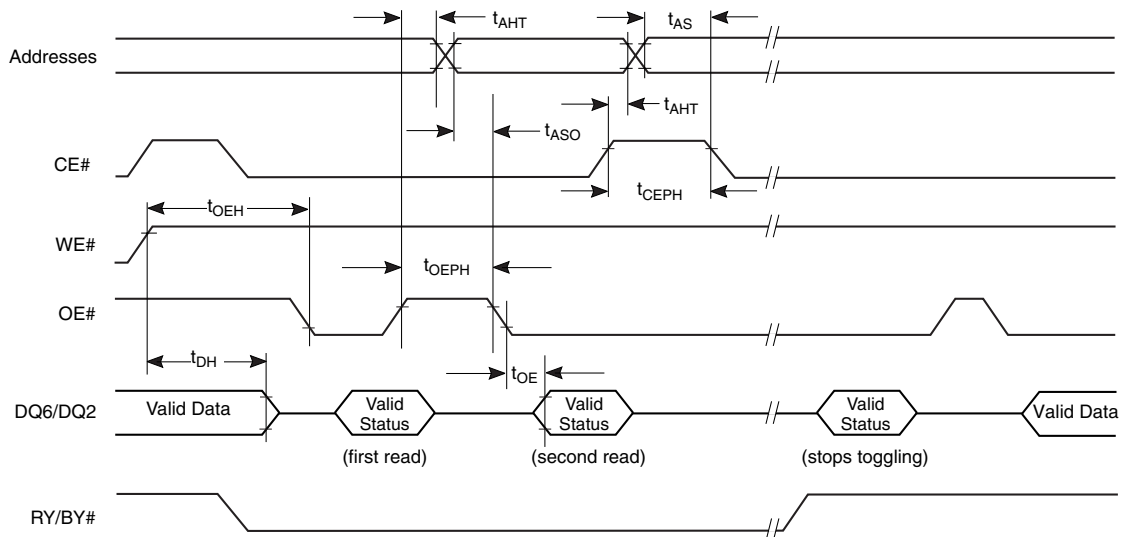 tAHT
tAS
Addresses
tAHT
tASO
CE#
tCEPH
tOEH
WE#
tOEPH
OE#
tDH
tOE
DQ6/DQ2
Valid Data
Valid
Status
Valid
Status
Valid
Status
Valid Data
(first read)
(second read)
(stops toggling)
RY/BY#